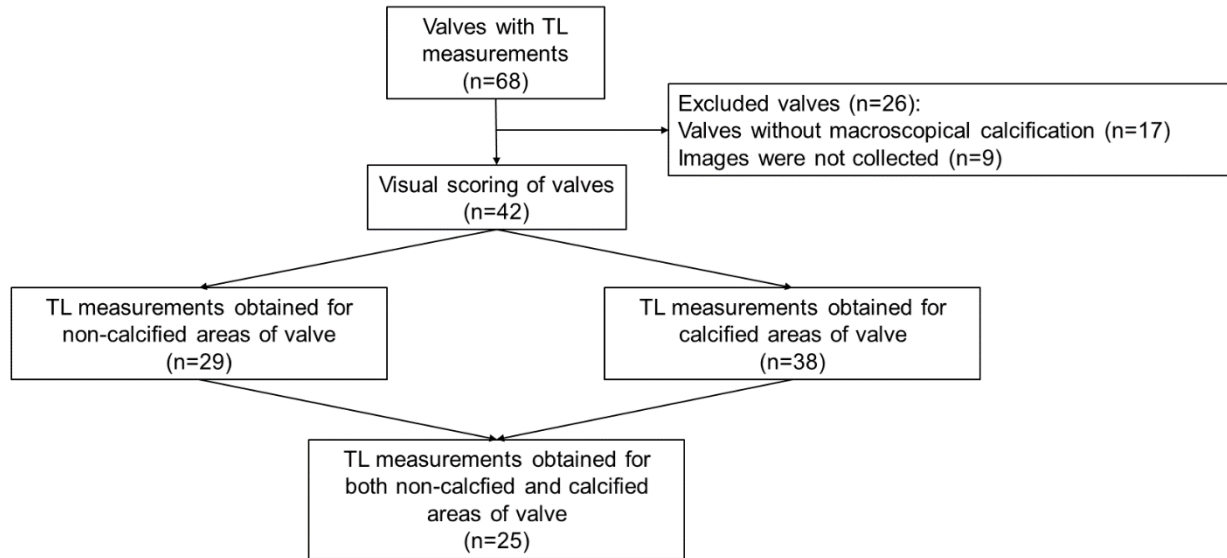 Valves with TL
measurements
(n=68)
Excluded valves (n=26):
Valves without macroscopical calcification (n=17)
Images were not collected (n=9)
Visual scoring of valves
(n=42)
TL measurements obtained for
non-calcified areas of valve
(n=29)
TL measurements obtained for
calcified areas of valve
(n=38)
TL measurements obtained for
both non-calcfied and calcified
areas of valve
(n=25)